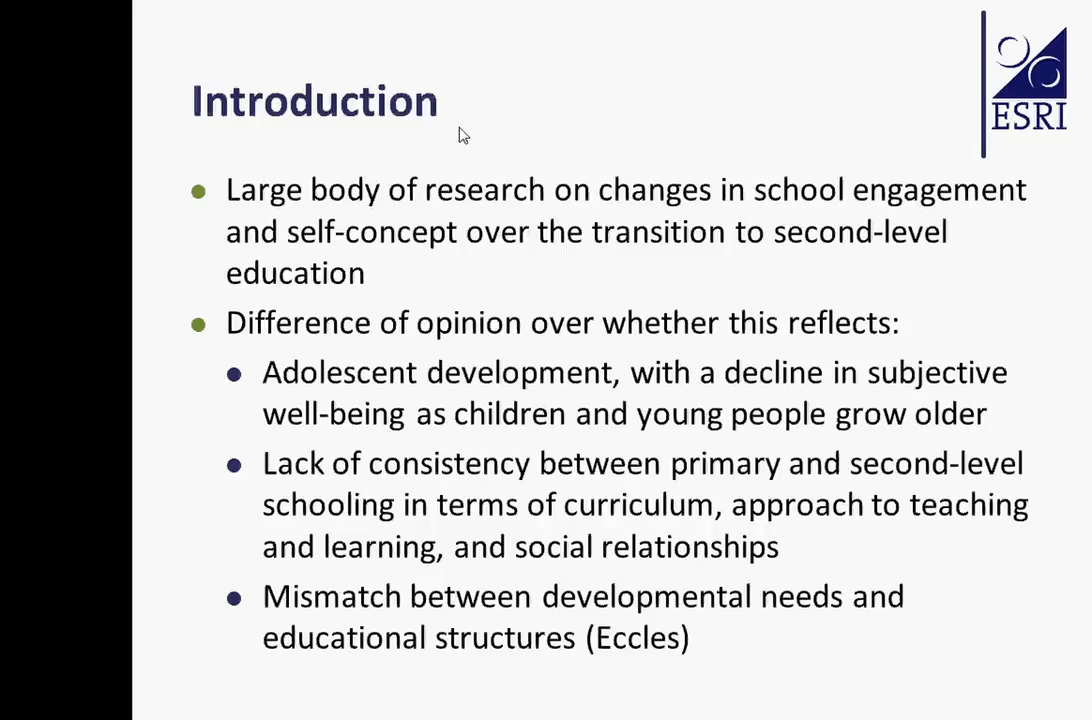 Introduction
ESRI
Large body of research on changes in school engagement
and self-concept over the transition to second-level
education
Difference of opinion over whether this reflects:
Adolescent development, with a decline in subjective
well-being as children and young people grow older
Lack of consistency between primary and second-level
schooling in terms of curriculum, approach to teaching
and learning, and social relationships
Mismatch between developmental needs and
educational structures (Eccles)